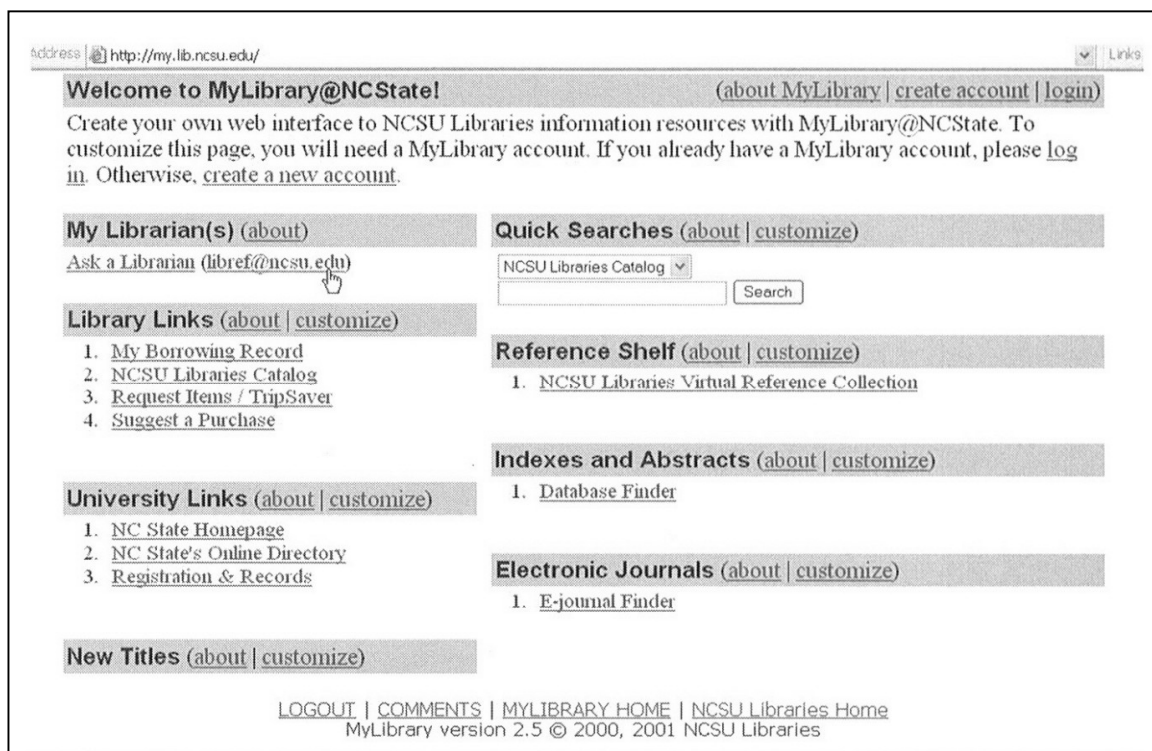 Address http://my.lib.ncsu.edu/ Links
Welcome to MyLibrary@NCState! (about MyLibrary | create account | login)
Create your own web interface to NCSU Libraries information resources with MyLibrary@NCState. To
customize this page, you will need a MyLibrary account. If you already have a MyLibrary account, please log
in. Otherwise, create a new account.
My Librarian(s) (about)
Ask a Librarian (libref@ncsu.edu)
Library Links (about | customize)
1. My Borrowing Record
2. NCSU Libraries Catalog
3. Request Items / TripSaver
4. Suggest a Purchase
University Links (about | customize)
1. NC State Homepage
2. NC State's Online Directory
3. Registration & Records
New Titles (about | customize)
Quick Searches (about | customize)
NCSU Libraries Catalog
Search
Reference Shelf (about | customize)
1. NCSU Libraries Virtual Reference Collection
Indexes and Abstracts (about | customize)
1. Database Finder
Electronic Journals (about | customize)
1. E-journal Finder
LOGOUT | COMMENTS | MYLIBRARY HOME | NCSU Libraries Home
MyLibrary version 2.5 © 2000, 2001 NCSU Libraries